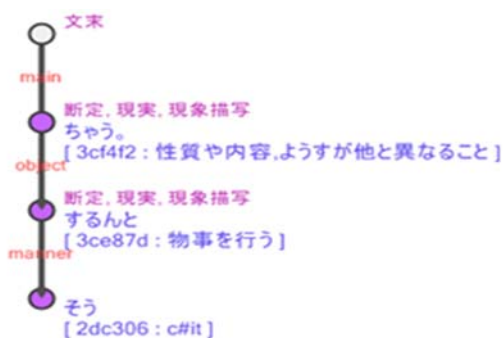 文末
main
断定,現実,現象描写
ちゃう。
[ 3cf4f2 : 性質や内容,ようすが他と異なること ]
object
断定,現実,現象描写
するんと
[ 3ce87d : 物事を行う ]
manner
そう
[ 2dc306 : c#it ]